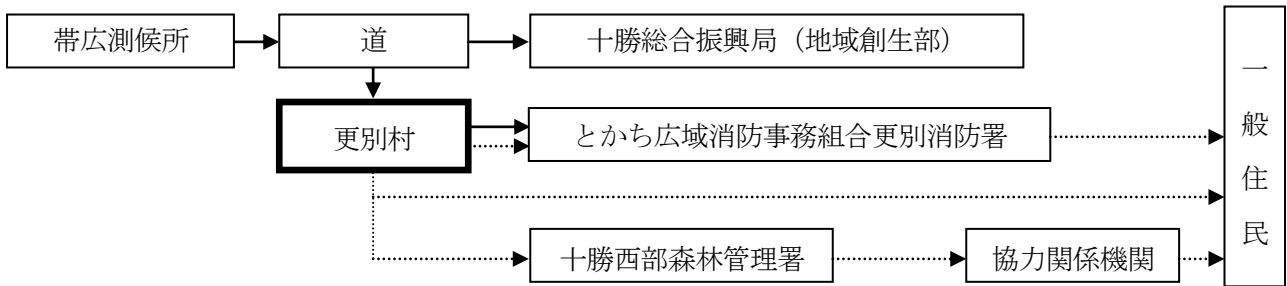 帯広測候所
道
十勝総合振興局（地域創生部）
更別村
とかち広域消防事務組合更別消防署
十勝西部森林管理署
協力関係機関
一般住民